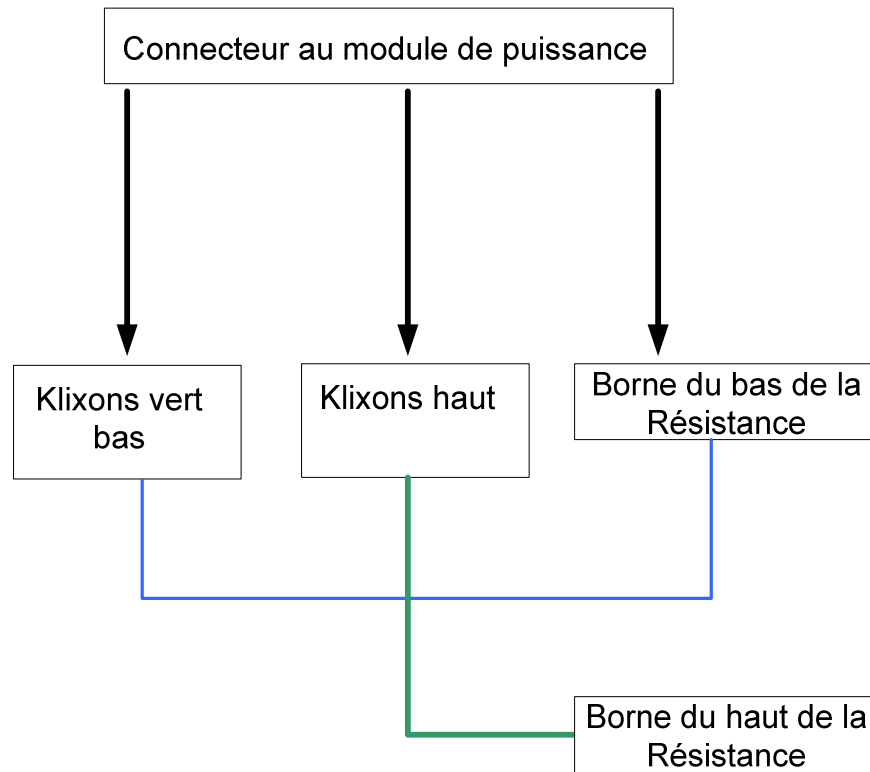 Connecteur au module de puissance
Klixons vert
bas
Klixons haut
Borne du bas de la
Résistance
Borne du haut de la
Résistance